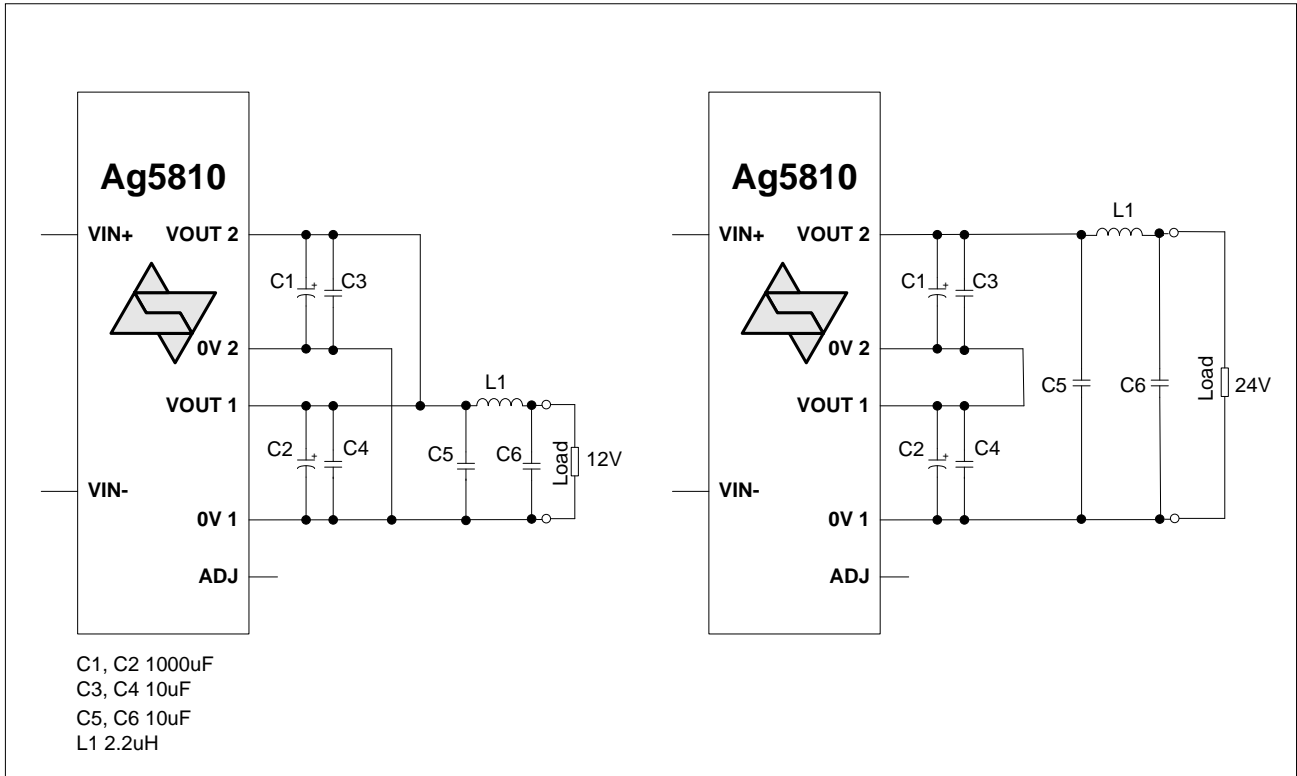 Ag5810
VIN+
VOUT 2
C1
+
C3
0V 2
VOUT 1
L1
C2
+
C4
C5
C6
Load
12V
VIN-
0V 1
ADJ
C1, C2 1000uF
C3, C4 10uF
C5, C6 10uF
L1 2.2uH
Ag5810
VIN+
VOUT 2
L1
C1
+
C3
0V 2
C5
C6
Load
24V
VOUT 1
C2
+
C4
VIN-
0V 1
ADJ